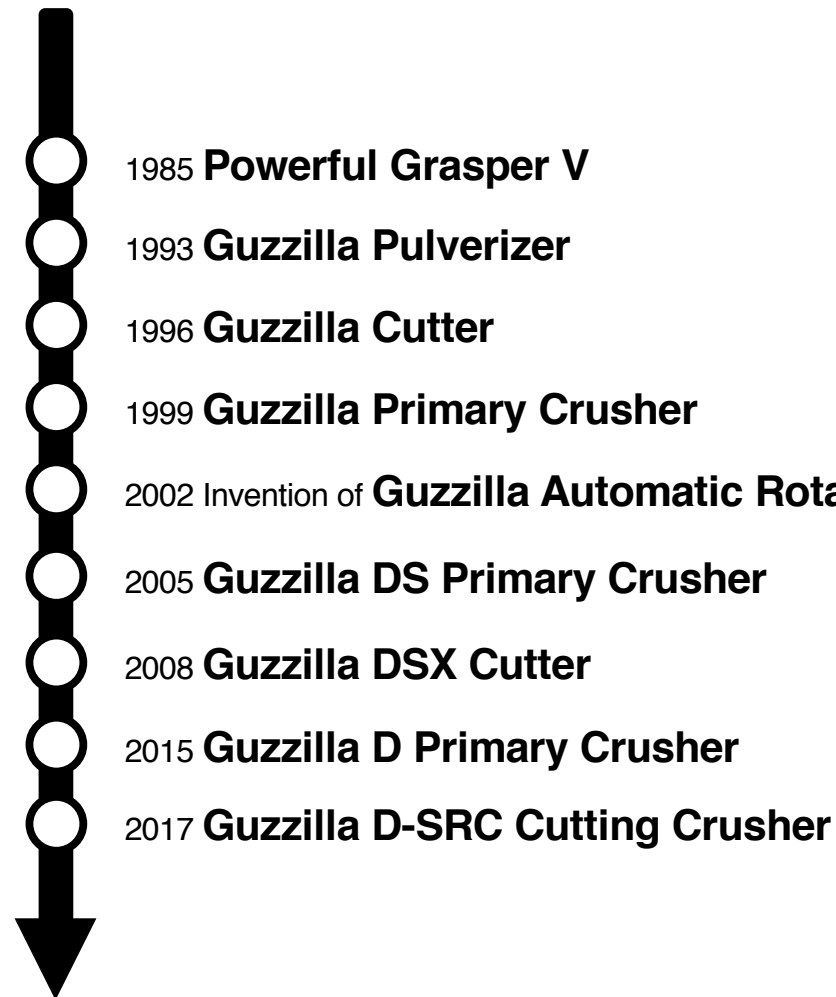 1985 Powerful Grasper V
1993 Guzzilla Pulverizer
1996 Guzzilla Cutter
1999 Guzzilla Primary Crusher
2002 Invention of Guzzilla Automatic
2005 Guzzilla DS Primary Crusher
2008 Guzzilla DSX Cutter
2015 Guzzilla D Primary Crusher
2017 Guzzilla D-SRC Cutting Crusher